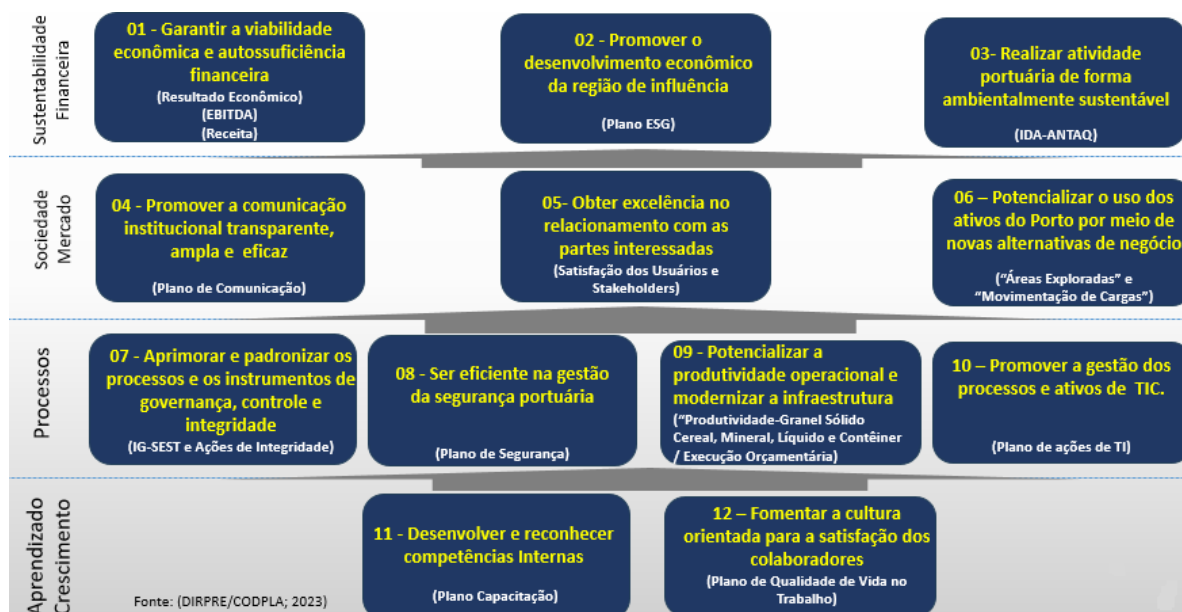 Sustentabilidade
Financeira
01 - Garantir a viabilidade
econômica e autossuficiência
financeira
(Resultado Econômico)
(EBITDA)
(Receita)
02 - Promover o
desenvolvimento econômico
da região de influência
(Plano ESG)
03- Realizar atividade
portuária de forma
ambientalmente sustentável
(IDA-ANTAQ)
Sociedade
Mercado
04 - Promover a comunicação
institucional transparente,
ampla e eficaz
(Plano de Comunicação)
05- Obter excelência no
relacionamento com as
partes interessadas
(Satisfação dos Usuários e
Stakeholders)
06 – Potencializar o uso dos
ativos do Porto por meio de
novas alternativas de negócio
(“Áreas Exploradas” e
“Movimentação de Cargas”)
Processos
07 - Aprimorar e padronizar os
processos e os instrumentos de
governança, controle e
integridade
(IG-SEST e Ações de Integridade)
08 - Ser eficiente na gestão
da segurança portuária
(Plano de Segurança)
09 - Potencializar a
produtividade operacional e
modernizar a infraestrutura
(“Produtividade-Granel Sólido
Cereal, Mineral, Líquido e Contêiner
/ Execução Orçamentária)
10 – Promover a gestão dos
processos e ativos de TIC.
(Plano de ações de TI)
Aprendizado
Crescimento
11 - Desenvolver e reconhecer
competências Internas
(Plano Capacitação)
12 – Fomentar a cultura
orientada para a satisfação dos
colaboradores
(Plano de Qualidade de Vida no
Trabalho)
Fonte: (DIRPRE/CODPLA; 2023)